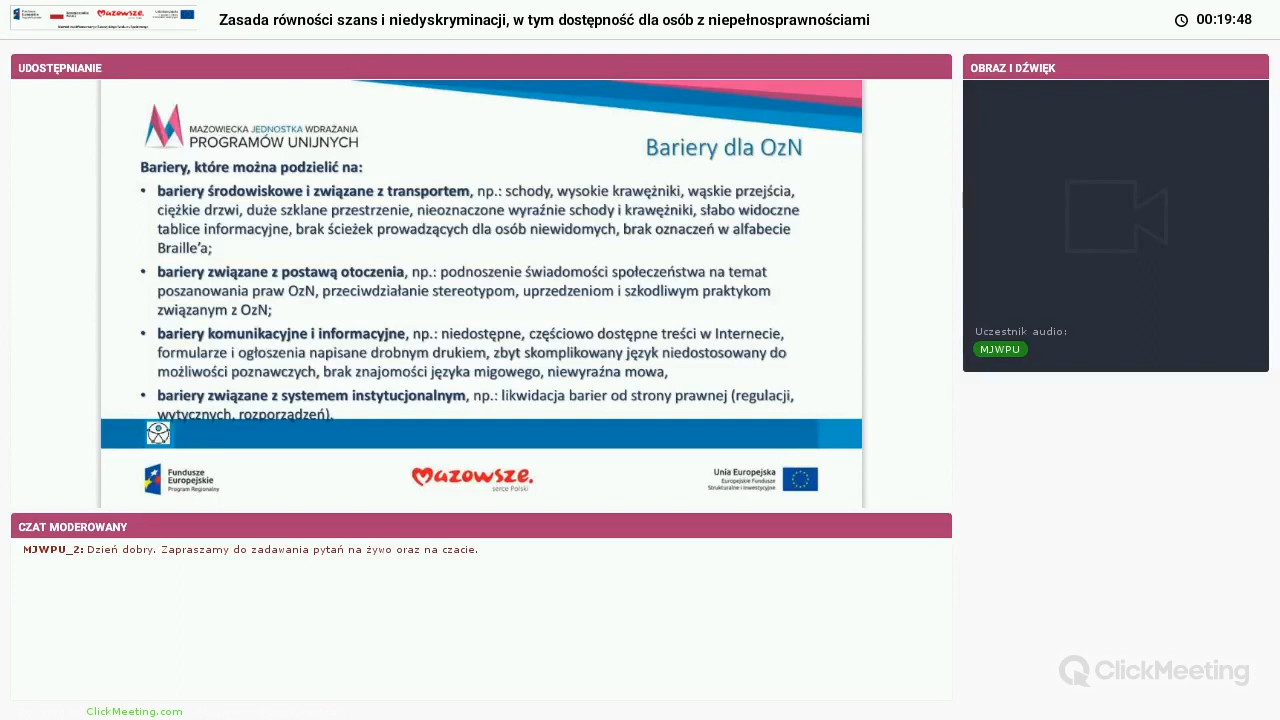 Zasada równości szans i niedyskryminacji, w tym dostępność dla osób z niepełnosprawnościami
00:19:48
UDOSTĘPNIANIE
MAZOWIECKA JEDNOSTKA WDRAŻANIA
PROGRAMÓW UNIJNYCH
Bariery dla OzN
Bariery, które można podzielić na:
• bariery środowiskowe i związane z transportem, np.: schody, wysokie krawężniki, wąskie przejścia,
ciężkie drzwi, duże szklane przestrzenie, nieoznaczone wyraźnie schody i krawężniki, słabo widoczne
tablice informacyjne, brak ścieżek prowadzących dla osób niewidomych, brak oznaczeń w alfabecie
Braille’a;
• bariery związane z postawą otoczenia, np.: podnoszenie świadomości społeczeństwa na temat
poszanowania praw OzN, przeciwdziałanie stereotypom, uprzedzeniom i szkodliwym praktykom
związanym z OzN;
• bariery komunikacyjne i informacyjne, np.: niedostępne, częściowo dostępne treści w Internecie,
formularze i ogłoszenia napisane drobnym drukiem, zbyt skomplikowany język niedostosowany do
możliwości poznawczych, brak znajomości języka migowego, niewyraźna mowa,
• bariery związane z systemem instytucjonalnym, np.: likwidacja barier od strony prawnej (regulacji,
wytycznych, rozporządzeń).
Fundusze
Europejskie
Program Regionalny
mazowsze.
serce Polski
Unia Europejska
Europejskie Fundusze
Strukturalne i Inwestycyjne
OBRAZ I DŹWIĘK
Uczestnik audio:
MJWPU
CZAT MODEROWANY
MJWPU_2: Dzień dobry. Zapraszamy do zadawania pytań na żywo oraz na czacie.
ClickMeeting
ClickMeeting.com